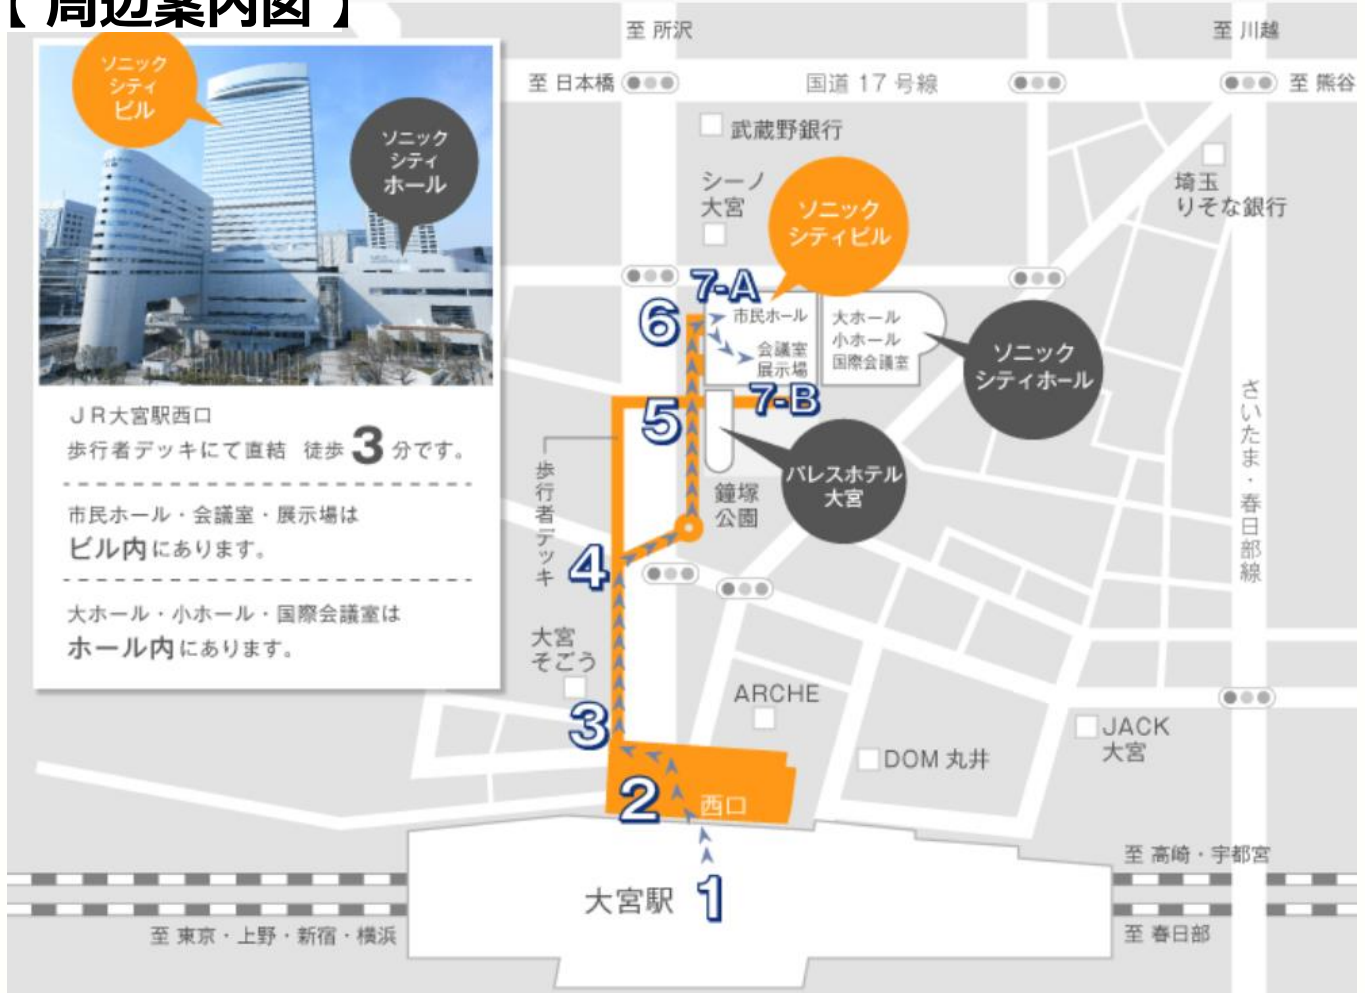 【 周辺案内図 】
ソニック
シティ
ビル
ソニック
シティ
ホール
JR大宮駅西口
歩行者デッキにて直結 徒歩 3 分です。
市民ホール・会議室・展示場は
ビル内にあります。
大ホール・小ホール・国際会議室は
ホール内にあります。
至 所沢
至 川越
至 日本橋
国道 17 号線
至 熊谷
武蔵野銀行
シーノ
大宮
埼玉
りそな銀行
ソニック
シティビル
7-A
6
市民ホール
会議室
展示場
大ホール
小ホール
国際会議室
ソニック
シティホール
7-B
5
パレスホテル
大宮
鐘塚
公園
歩行者デッキ
さいたま・春日部線
4
大宮
そごう
3
ARCHE
JACK
大宮
DOM 丸井
2
西口
大宮駅
1
至 高崎・宇都宮
至 東京・上野・新宿・横浜
至 春日部